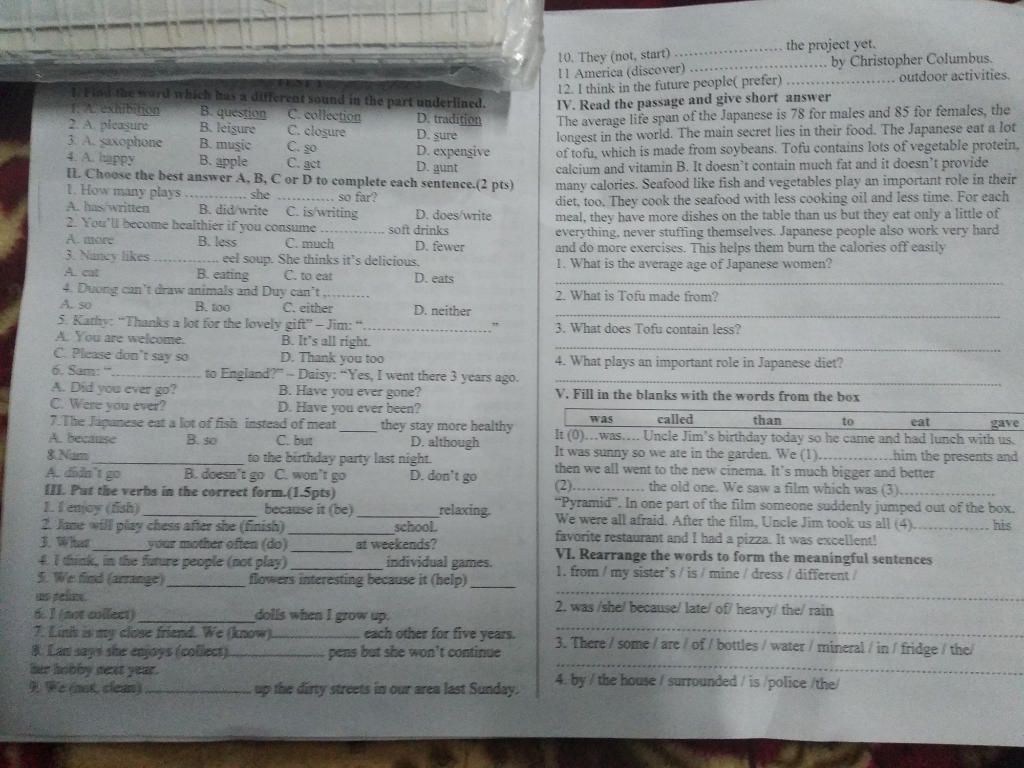 TEST 1
I. Find the word which has a different sound in the part underlined.
1. A. exhibition B. question C. collection D. tradition
2. A. pleasure B. leisure C. closure D. sure
3. A. saxophone B. music C. so D. expensive
4. A. happy B. apple C. act D. aunt
II. Choose the best answer A, B, C or D to complete each sentence.(2 pts)
1. How many plays ............. she ............ so far?
A. has/written B. did/write C. is/writing D. does/write
2. You'll become healthier if you consume .............. soft drinks
A. more B. less C. much D. fewer
3. Nancy likes .............. eel soup. She thinks it's delicious.
A. eat B. eating C. to eat D. eats
4. Duong can't draw animals and Duy can't ,.........
A. so B. too C. either D. neither
5. Kathy: “Thanks a lot for the lovely gift” – Jim: “...........................”
A. You are welcome. B. It's all right.
C. Please don't say so D. Thank you too
6. Sam: “................... to England?” – Daisy: “Yes, I went there 3 years ago.
A. Did you ever go? B. Have you ever gone?
C. Were you ever? D. Have you ever been?
7.The Japanese eat a lot of fish instead of meat _____ they stay more healthy
A. because B. so C. but D. although
8.Nam ____________________ to the birthday party last night.
A. didn't go B. doesn't go C. won't go D. don't go
III. Put the verbs in the correct form.(1.5pts)
1. I enjoy (fish) ______________ because it (be) __________relaxing.
2. Jane will play chess after she (finish) _____________school.
3. What _______your mother often (do) ________ at weekends?
4. I think, in the future people (not play) ____________ individual games.
5. We find (arrange) __________ flowers interesting because it (help) ______
us relax.
6. I (not collect) ______________dolls when I grow up.
7. Linh is my close friend. We (know)................... each other for five years.
8. Lan says she enjoys (collect)..................... pens but she won't continue
her hobby next year.
9. We (not, clean) ........................ up the dirty streets in our area last Sunday.
10. They (not, start) ........................ the project yet.
11 America (discover) .............................. by Christopher Columbus.
12. I think in the future people( prefer) ........................ outdoor activities.
IV. Read the passage and give short answer
The average life span of the Japanese is 78 for males and 85 for females, the
longest in the world. The main secret lies in their food. The Japanese eat a lot
of tofu, which is made from soybeans. Tofu contains lots of vegetable protein,
calcium and vitamin B. It doesn't contain much fat and it doesn't provide
many calories. Seafood like fish and vegetables play an important role in their
diet, too. They cook the seafood with less cooking oil and less time. For each
meal, they have more dishes on the table than us but they eat only a little of
everything, never stuffing themselves. Japanese people also work very hard
and do more exercises. This helps them burn the calories off easily
1. What is the average age of Japanese women?
2. What is Tofu made from?
3. What does Tofu contain less?
4. What plays an important role in Japanese diet?
V. Fill in the blanks with the words from the box
was called than to eat gave
It (0)...was.... Uncle Jim's birthday today so he came and had lunch with us.
It was sunny so we ate in the garden. We (1)................him the presents and
then we all went to the new cinema. It's much bigger and better
(2)............... the old one. We saw a film which was (3)....................
“Pyramid”. In one part of the film someone suddenly jumped out of the box.
We were all afraid. After the film, Uncle Jim took us all (4)................ his
favorite restaurant and I had a pizza. It was excellent!
VI. Rearrange the words to form the meaningful sentences
1. from / my sister's / is / mine / dress / different /
2. was /she/ because/ late/ of/ heavy/ the/ rain
3. There / some / are / of / bottles / water / mineral / in / fridge / the/
4. by / the house / surrounded / is /police /the/